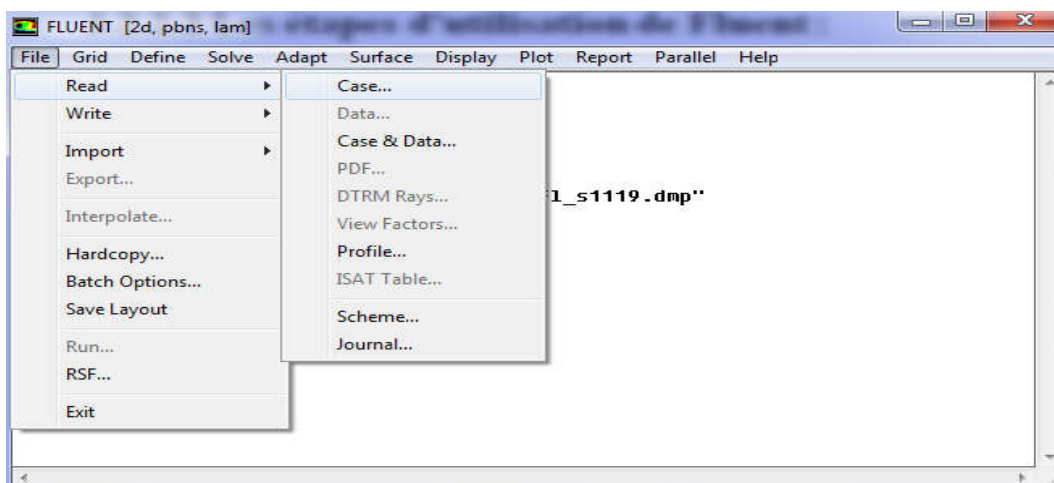 FLUENT [2d, pbns, lam]
File Grid Define Solve Adapt Surface Display Plot Report Parallel Help
Read
Write
Import
Export...
Interpolate...
Hardcopy...
Batch Options...
Save Layout
Run...
RSF...
Exit
Case...
Data...
Case & Data...
PDF...
DTRM Rays...
View Factors...
Profile...
ISAT Table...
Scheme...
Journal...
l_s1119.dmp"